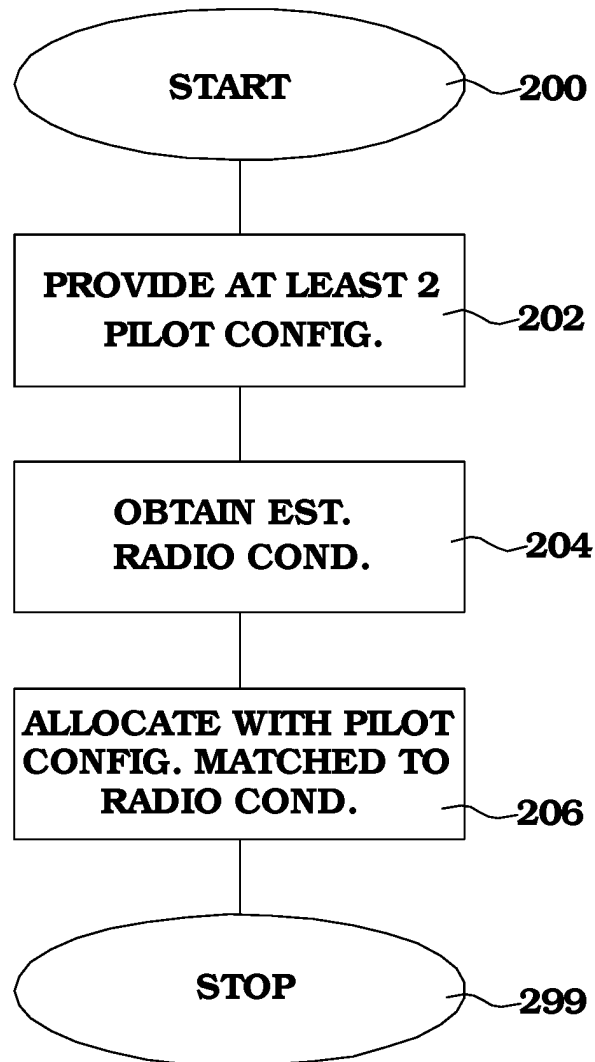 START
200
PROVIDE AT LEAST 2
PILOT CONFIG.
202
OBTAIN EST.
RADIO COND.
204
ALLOCATE WITH PILOT
CONFIG. MATCHED TO
RADIO COND.
206
STOP
299